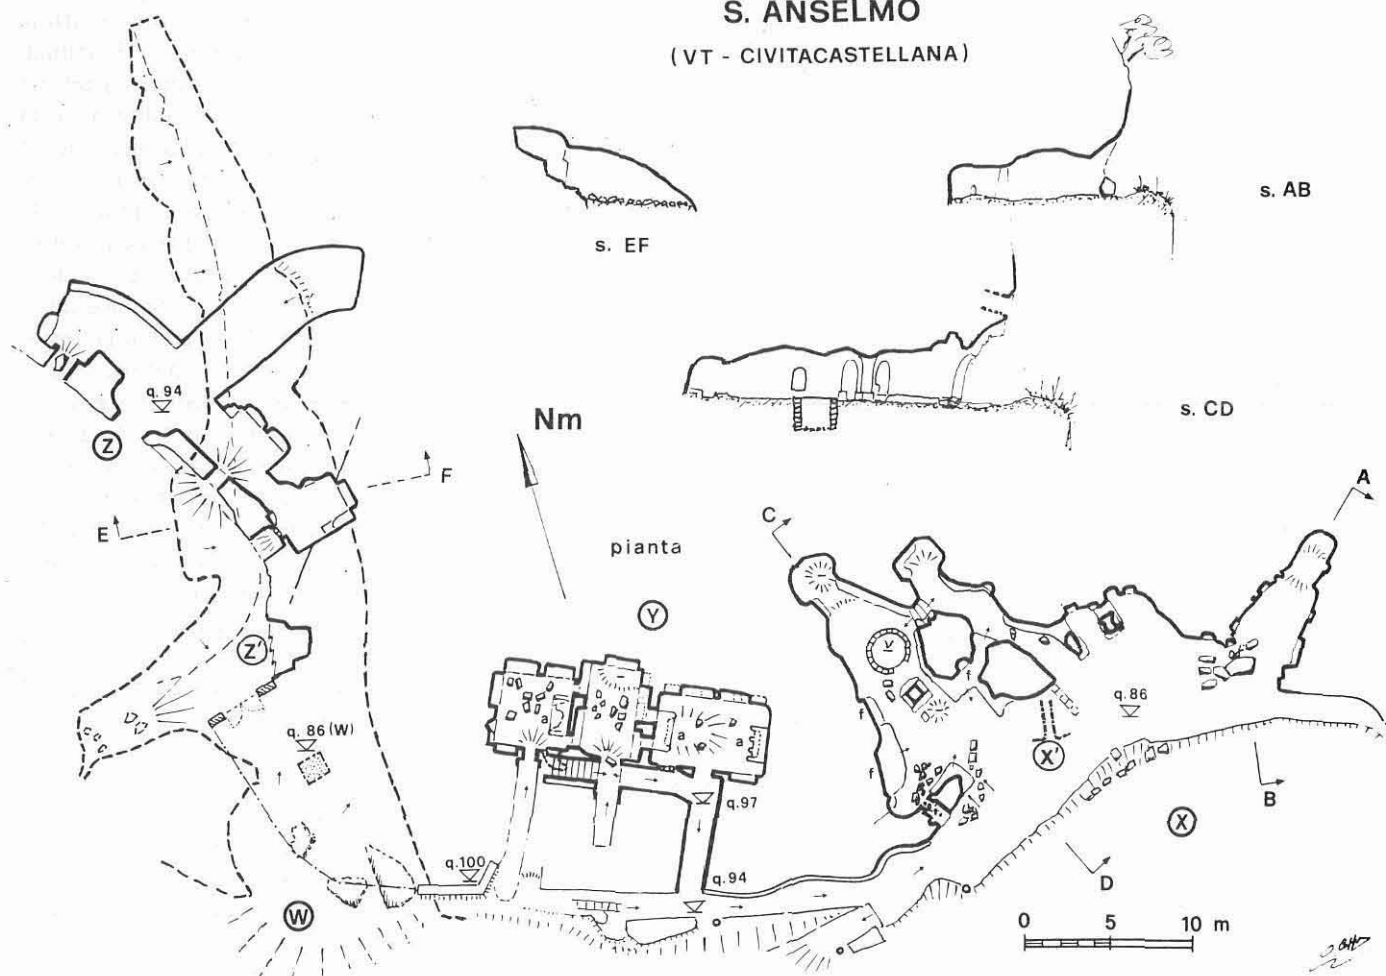 S. ANSELMO
(VT - CIVITACASTELLANA)
s. EF
s. AB
s. CD
Nm
pianta
q. 94
Z
E
F
Z'
q. 86 (W)
W
Y
a
a
a
q. 97
q. 100
q. 94
C
A
V
f
f
f
f
q. 86
X'
X
B
D
0 5 10 m